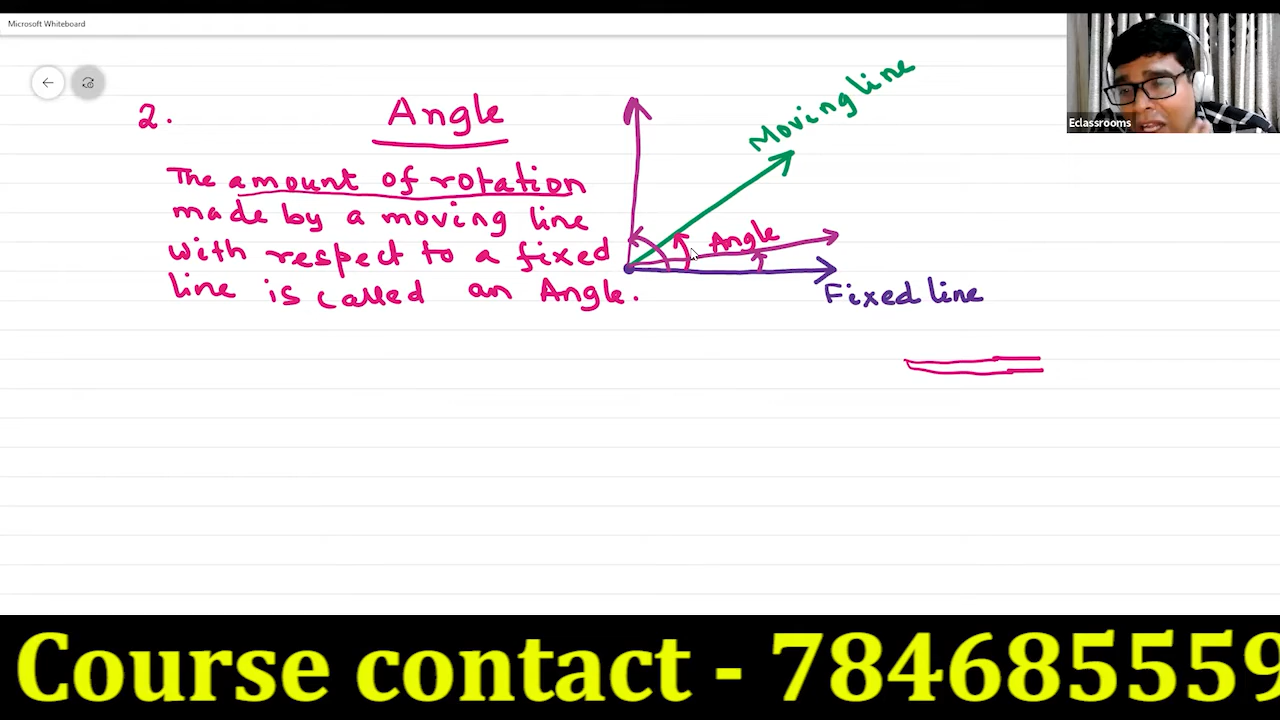 Microsoft Whiteboard
Eclassrooms
2. Angle
The amount of rotation
made by a moving line
with respect to a fixed
line is called an Angle.
Moving line
Angle
Fixed line
Course contact - 7846855559